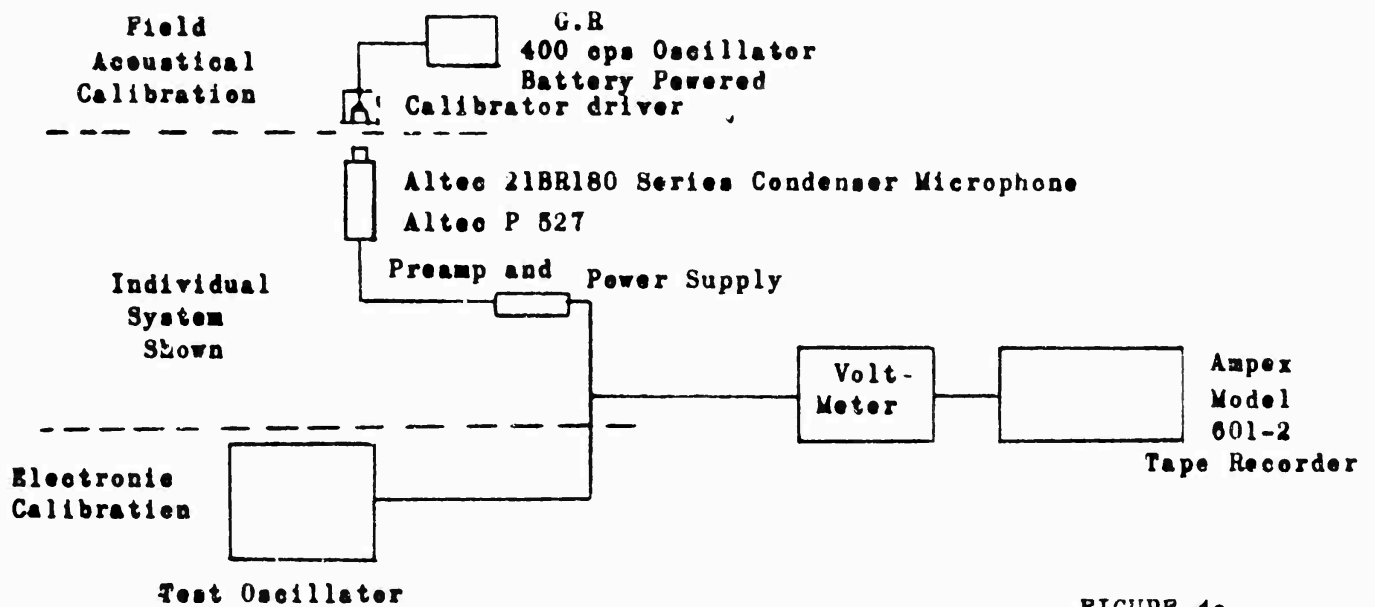 Field
Acoustical
Calibration
G.R
400 cps Oscillator
Battery Powered
Calibrator driver
Altec 21BR180 Series Condenser Microphone
Altec P 527
Preamp and Power Supply
Individual
System
Shown
Volt-
Meter
Ampex
Model
601-2
Tape Recorder
Electronic
Calibration
Test Oscillator
FIGURE